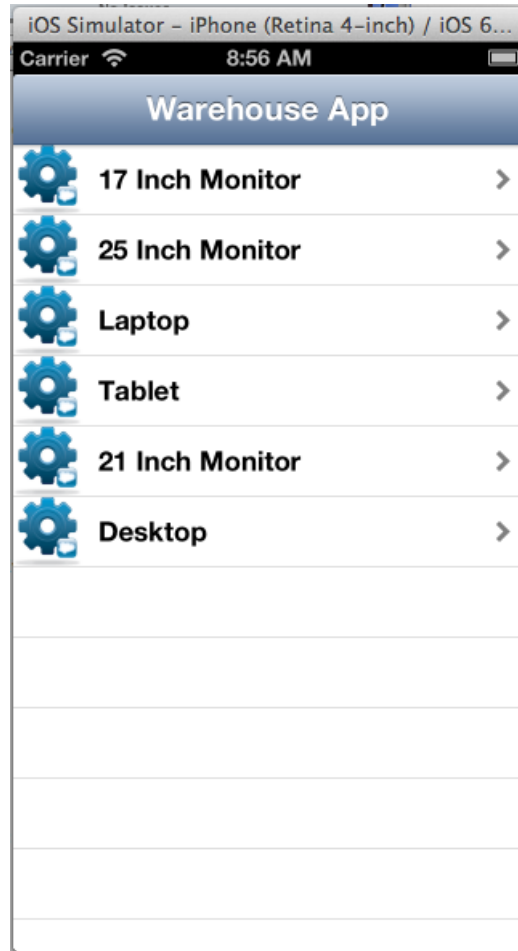 iOS Simulator – iPhone (Retina 4-inch) / iOS 6...
Carrier 8:56 AM
Warehouse App
17 Inch Monitor
25 Inch Monitor
Laptop
Tablet
21 Inch Monitor
Desktop